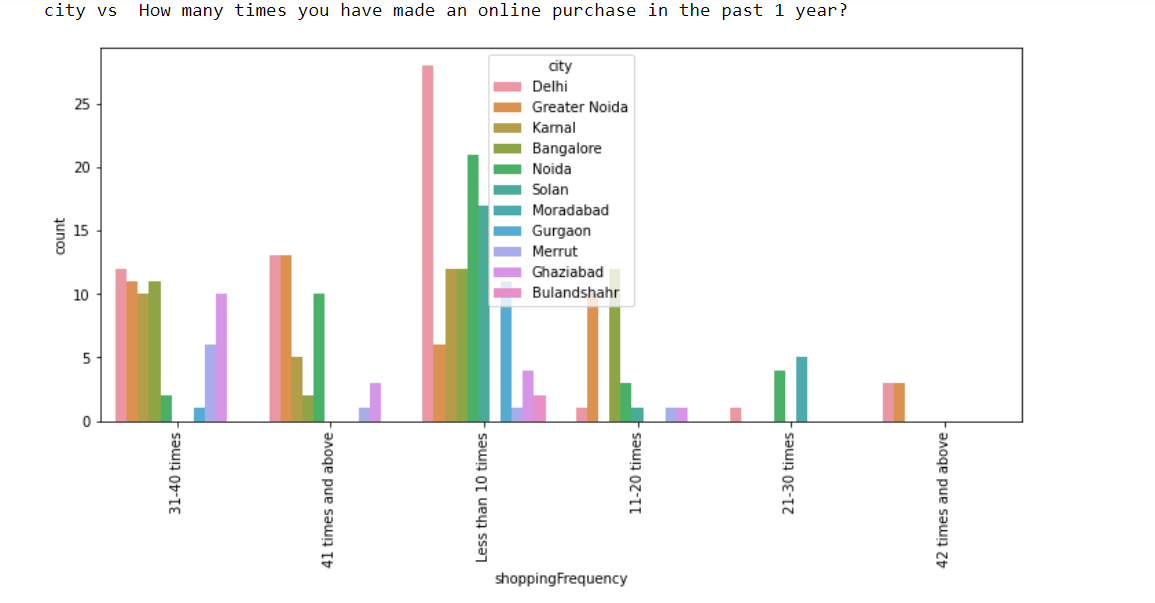 city vs  How many times you have made an online purchase in the past 1 year?
city
Delhi
Greater Noida
Karnal
Bangalore
Noida
Solan
Moradabad
Gurgaon
Merrut
Ghaziabad
Bulandshahr
count
25
20
15
10
5
0
31-40 times
41 times and above
Less than 10 times
11-20 times
21-30 times
42 times and above
shoppingFrequency